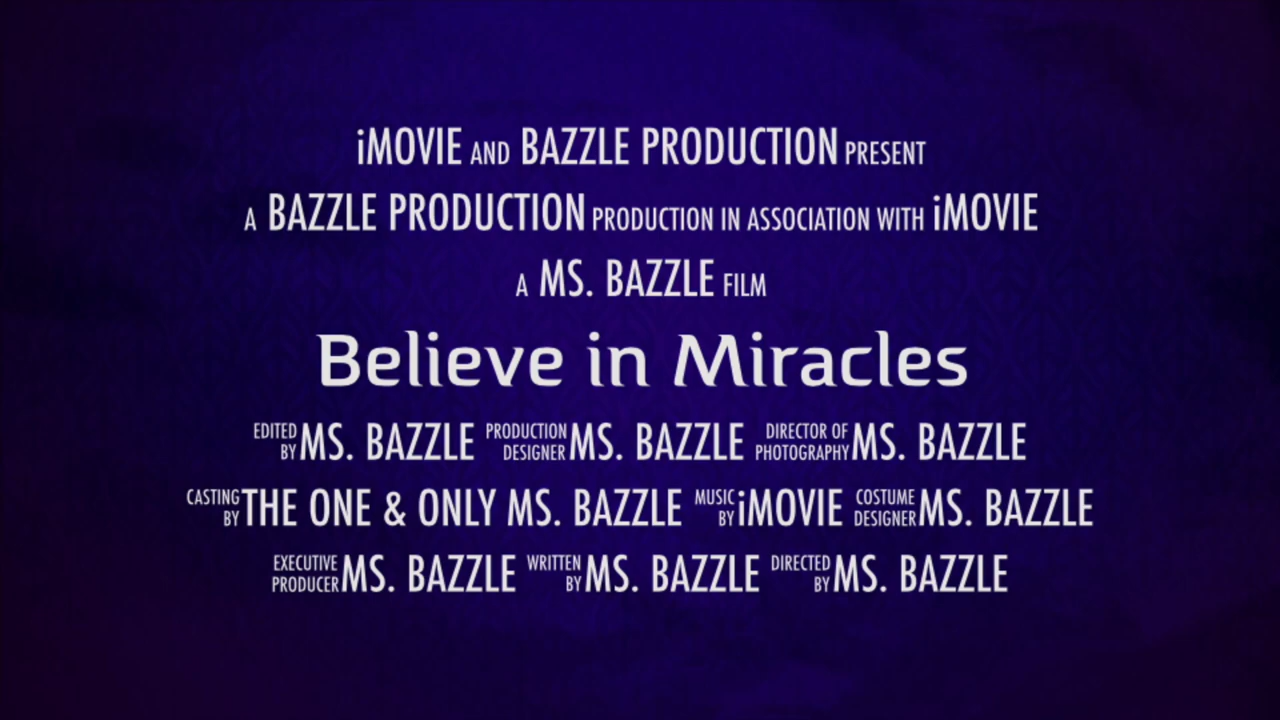 iMOVIE AND BAZZLE PRODUCTION PRESENT
A BAZZLE PRODUCTION PRODUCTION IN ASSOCIATION WITH iMOVIE
A MS. BAZZLE FILM
Believe in Miracles
EDITED BY MS. BAZZLE PRODUCTION DESIGNER MS. BAZZLE DIRECTOR OF PHOTOGRAPHY MS. BAZZLE
CASTING BY THE ONE & ONLY MS. BAZZLE MUSIC BY iMOVIE COSTUME DESIGNER MS. BAZZLE
EXECUTIVE PRODUCER MS. BAZZLE WRITTEN BY MS. BAZZLE DIRECTED BY MS. BAZZLE